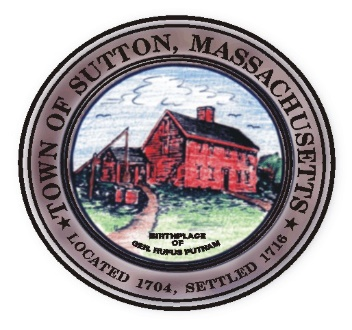 TOWN OF SUTTON, MASSACHUSETTS
BIRTHPLACE
OF
GEN. RUFUS PUTNAM
★ LOCATED 1704, SETTLED 1716 ★